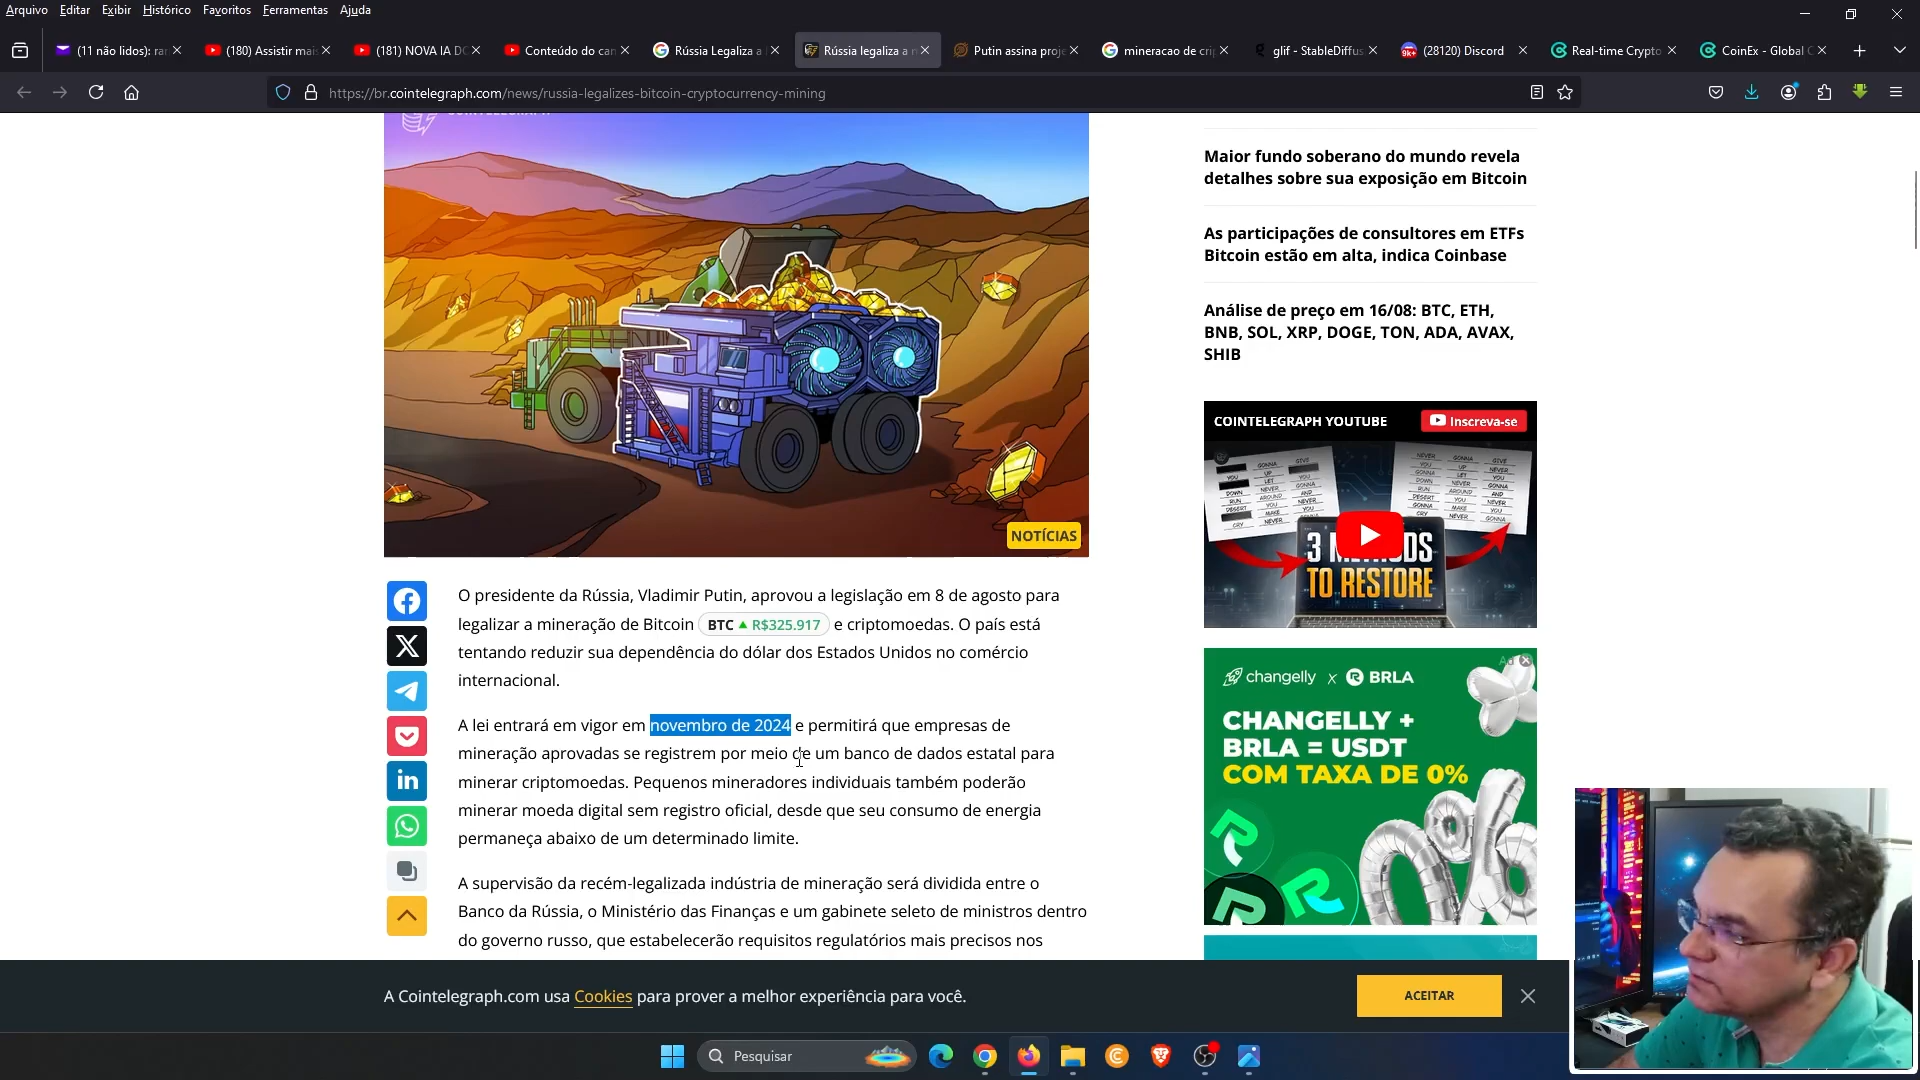 Arquivo Editar Exibir Histórico Favoritos Ferramentas Ajuda
(11 não lidos): ra
(180) Assistir mais
(181) NOVA IA DO
Conteúdo do can
Rússia Legaliza a
Rússia legaliza a
Putin assina proje
mineracao de crip
glif - StableDiffus
(28120) Discord
Real-time Crypto
CoinEx - Global C
https://br.cointelegraph.com/news/russia-legalizes-bitcoin-cryptocurrency-mining
NOTÍCIAS
O presidente da Rússia, Vladimir Putin, aprovou a legislação em 8 de agosto para
legalizar a mineração de Bitcoin BTC ▲ R$325.917 e criptomoedas. O país está
tentando reduzir sua dependência do dólar dos Estados Unidos no comércio
internacional.
A lei entrará em vigor em novembro de 2024 e permitirá que empresas de
mineração aprovadas se registrem por meio de um banco de dados estatal para
minerar criptomoedas. Pequenos mineradores individuais também poderão
minerar moeda digital sem registro oficial, desde que seu consumo de energia
permaneça abaixo de um determinado limite.
A supervisão da recém-legalizada indústria de mineração será dividida entre o
Banco da Rússia, o Ministério das Finanças e um gabinete seleto de ministros dentro
do governo russo, que estabelecerão requisitos regulatórios mais precisos nos
Maior fundo soberano do mundo revela
detalhes sobre sua exposição em Bitcoin
As participações de consultores em ETFs
Bitcoin estão em alta, indica Coinbase
Análise de preço em 16/08: BTC, ETH,
BNB, SOL, XRP, DOGE, TON, ADA, AVAX,
SHIB
COINTELEGRAPH YOUTUBE
Inscreva-se
3 METHODS
TO RESTORE
Ad
changelly x BRLA
CHANGELLY +
BRLA = USDT
COM TAXA DE 0%
A Cointelegraph.com usa Cookies para prover a melhor experiência para você.
ACEITAR
Pesquisar